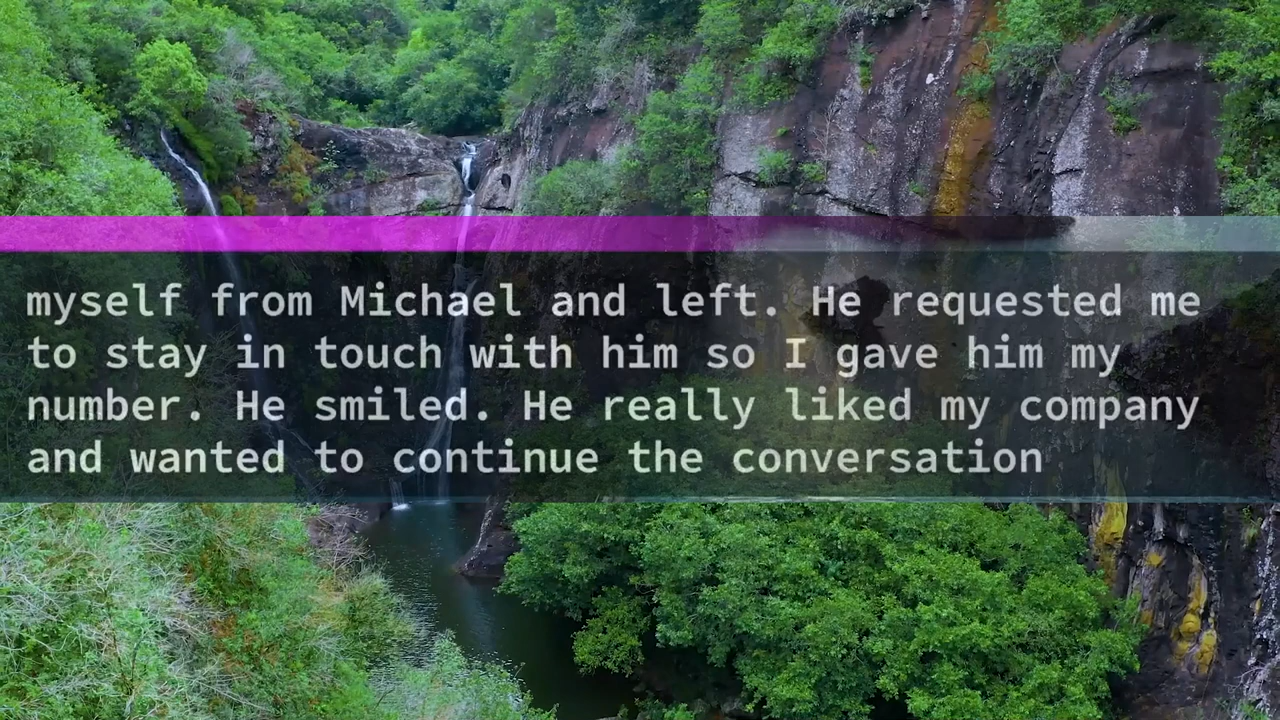 myself from Michael and left. He requested me
to stay in touch with him so I gave him my
number. He smiled. He really liked my company
and wanted to continue the conversation